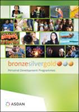 bronzesilvergold
Personal Development Programmes
ASDAN